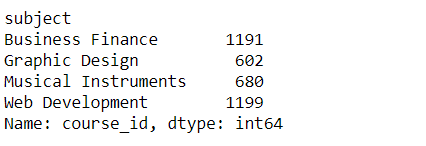 subject
Business Finance       1191
Graphic Design          602
Musical Instruments     680
Web Development        1199
Name: course_id, dtype: int64